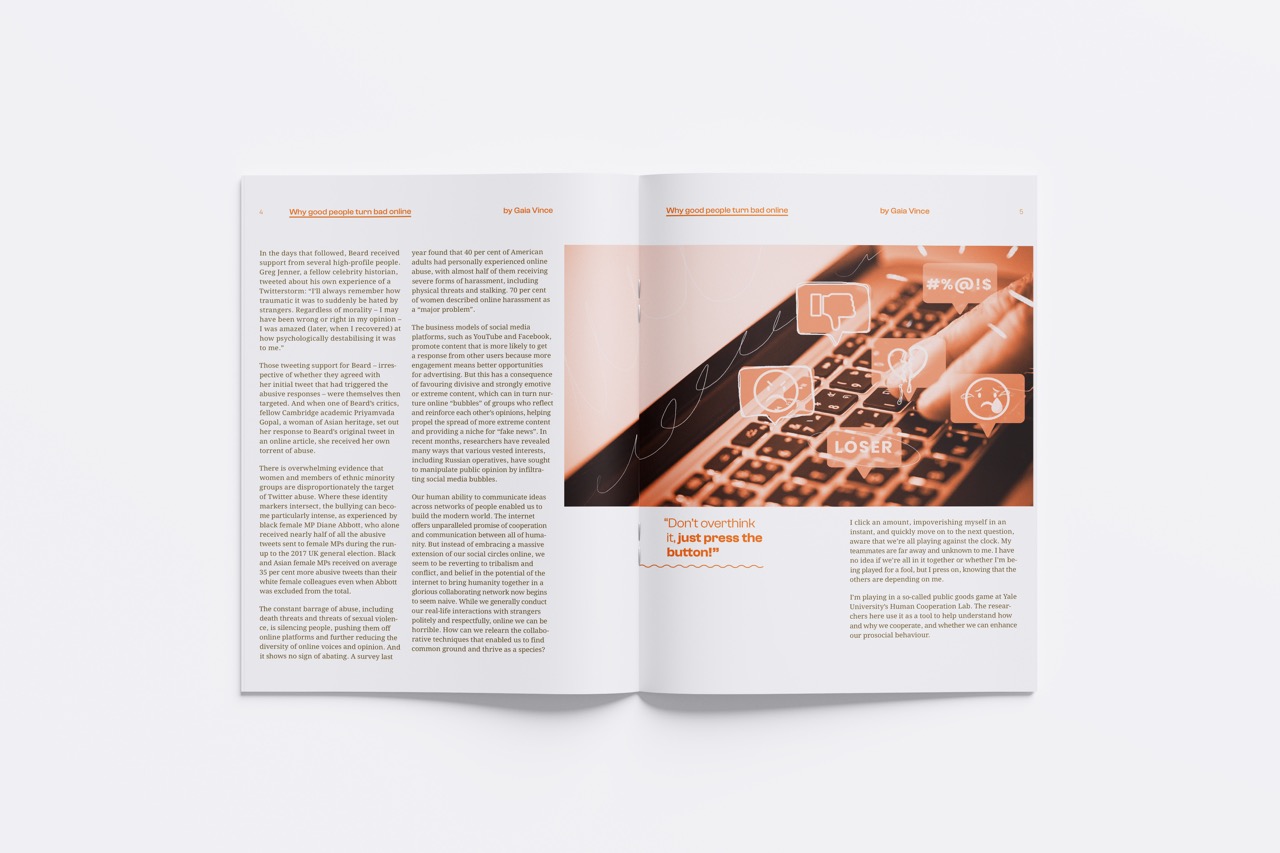 4
Why good people turn bad online
by Gaia Vince
In the days that followed, Beard received
support from several high-profile people.
Greg Jenner, a fellow celebrity historian,
tweeted about his own experience of a
Twitterstorm: “I’ll always remember how
traumatic it was to suddenly be hated by
strangers. Regardless of morality – I may
have been wrong or right in my opinion –
I was amazed (later, when I recovered) at
how psychologically destabilising it was
to me.”
Those tweeting support for Beard – irres-
pective of whether they agreed with
her initial tweet that had triggered the
abusive responses – were themselves then
targeted. And when one of Beard’s critics,
fellow Cambridge academic Priyamvada
Gopal, a woman of Asian heritage, set out
her response to Beard’s original tweet in
an online article, she received her own
torrent of abuse.
There is overwhelming evidence that
women and members of ethnic minority
groups are disproportionately the target
of Twitter abuse. Where these identity
markers intersect, the bullying can beco-
me particularly intense, as experienced by
black female MP Diane Abbott, who alone
received nearly half of all the abusive
tweets sent to female MPs during the run-
up to the 2017 UK general election. Black
and Asian female MPs received on average
35 per cent more abusive tweets than their
white female colleagues even when Abbott
was excluded from the total.
The constant barrage of abuse, including
death threats and threats of sexual violen-
ce, is silencing people, pushing them off
online platforms and further reducing the
diversity of online voices and opinion. And
it shows no sign of abating. A survey last
year found that 40 per cent of American
adults had personally experienced online
abuse, with almost half of them receiving
severe forms of harassment, including
physical threats and stalking. 70 per cent
of women described online harassment as
a “major problem”.
The business models of social media
platforms, such as YouTube and Facebook,
promote content that is more likely to get
a response from other users because more
engagement means better opportunities
for advertising. But this has a consequence
of favouring divisive and strongly emotive
or extreme content, which can in turn nur-
ture online “bubbles” of groups who reflect
and reinforce each other’s opinions, helping
propel the spread of more extreme content
and providing a niche for “fake news”. In
recent months, researchers have revealed
many ways that various vested interests,
including Russian operatives, have sought
to manipulate public opinion by infiltra-
ting social media bubbles.
Our human ability to communicate ideas
across networks of people enabled us to
build the modern world. The internet
offers unparalleled promise of cooperation
and communication between all of huma-
nity. But instead of embracing a massive
extension of our social circles online, we
seem to be reverting to tribalism and
conflict, and belief in the potential of the
internet to bring humanity together in a
glorious collaborating network now begins
to seem naive. While we generally conduct
our real-life interactions with strangers
politely and respectfully, online we can be
horrible. How can we relearn the collabo-
rative techniques that enabled us to find
common ground and thrive as a species?
Why good people turn bad online
by Gaia Vince
5
#%@!$
LOSER
“Don’t overthink
it, just press the
button!”
I click an amount, impoverishing myself in an
instant, and quickly move on to the next question,
aware that we’re all playing against the clock. My
teammates are far away and unknown to me. I have
no idea if we’re all in it together or whether I’m be-
ing played for a fool, but I press on, knowing that the
others are depending on me.
I’m playing in a so-called public goods game at Yale
University’s Human Cooperation Lab. The resear-
chers here use it as a tool to help understand how
and why we cooperate, and whether we can enhance
our prosocial behaviour.